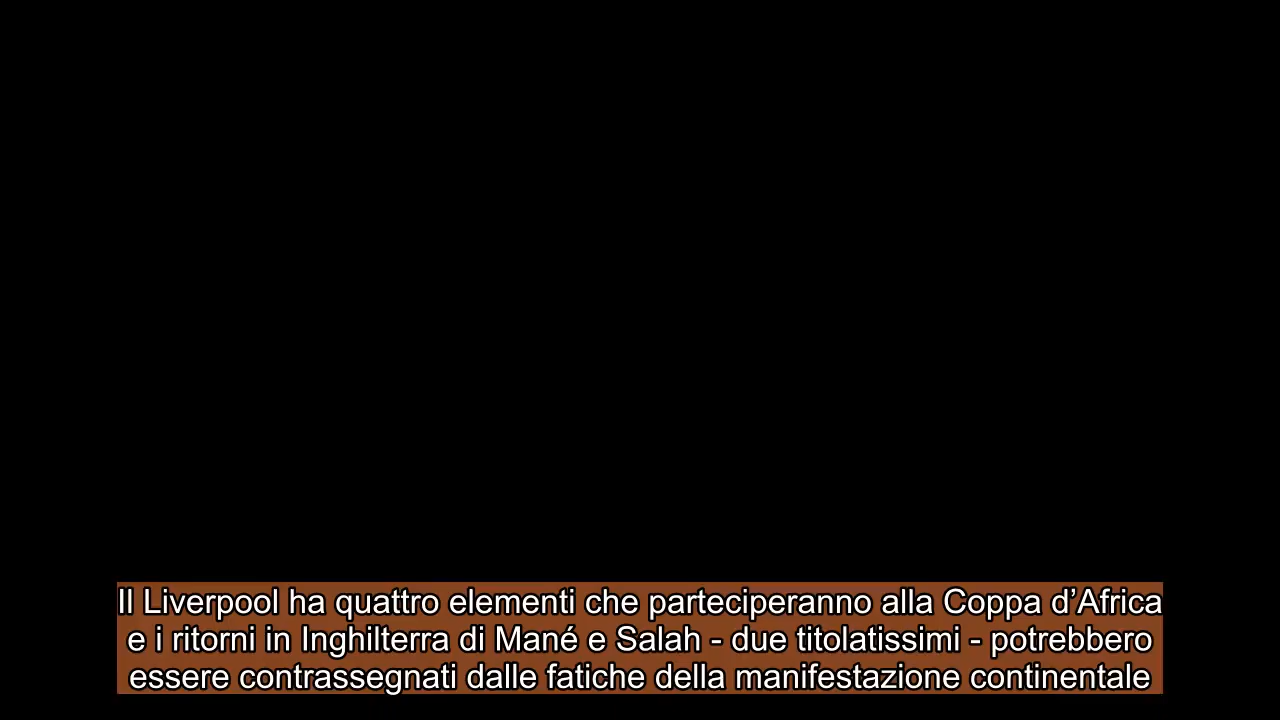 Il Liverpool ha quattro elementi che parteciperanno alla Coppa d’Africa
e i ritorni in Inghilterra di Mané e Salah - due titolatissimi - potrebbero
essere contrassegnati dalle fatiche della manifestazione continentale